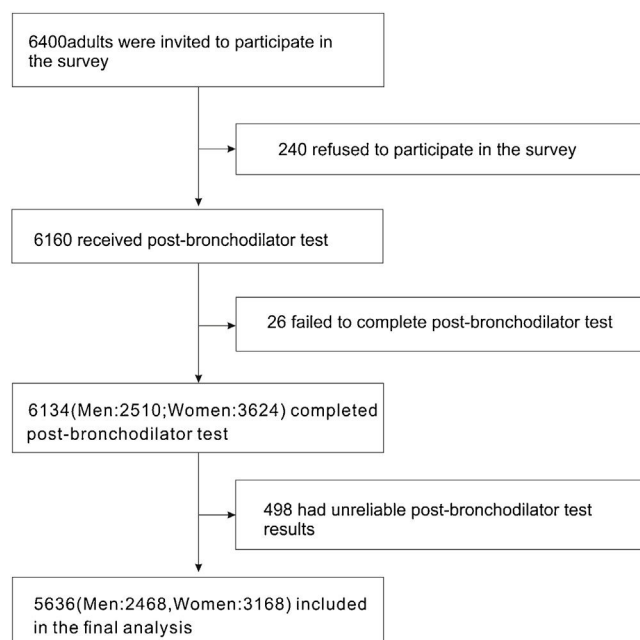 6400adults were invited to participate in
the survey
240 refused to participate in the survey
6160 received post-bronchodilator test
26 failed to complete post-bronchodilator test
6134(Men:2510;Women:3624) completed
post-bronchodilator test
498 had unreliable post-bronchodilator test
results
5636(Men:2468,Women:3168) included
in the final analysis